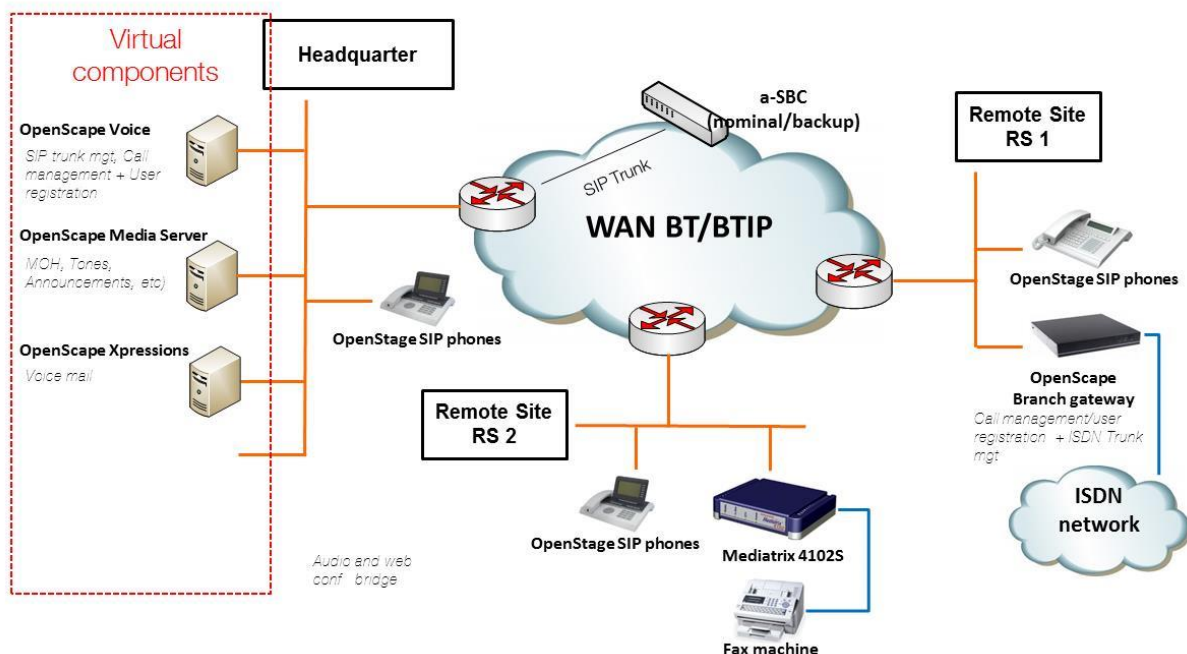 Virtual
components
Headquarter
OpenScape Voice
SIP trunk mgt, Call
management + User
registration
OpenScape Media Server
MOH, Tones,
Announcements, etc)
OpenScape Xpressions
Voice mail
OpenStage SIP phones
a-SBC
(nominal/backup)
SIP Trunk
WAN BT/BTIP
Remote Site
RS 1
OpenStage SIP phones
OpenScape
Branch gateway
Call management/user
registration + ISDN Trunk
mgt
ISDN
network
Remote Site
RS 2
OpenStage SIP phones
Mediatrix 4102S
Fax machine
Audio and web
conf bridge